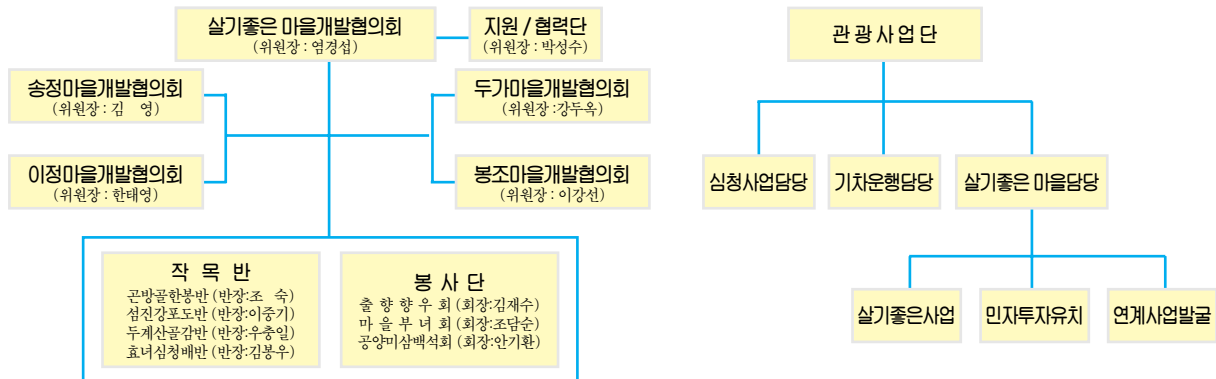 살기좋은 마을개발협의회
(위원장 : 염경섭)
지원 / 협력단
(위원장 : 박성수)
송정마을개발협의회
(위원장 : 김 영)
두가마을개발협의회
(위원장 :강두옥)
이정마을개발협의회
(위원장 : 한태영)
봉조마을개발협의회
(위원장 : 이강선)
작 목 반
곤방골한봉반 (반장:조 숙)
섬진강포도반 (반장:이중기)
두계산골감반 (반장:우충일)
효녀심청배반 (반장:김봉우)
봉 사 단
출 향 향 우 회 (회장:김재수)
마 을 부 녀 회 (회장:조담순)
공양미삼백석회 (회장:안기환)
관 광 사 업 단
심청사업담당
기차운행담당
살기좋은 마을담당
살기좋은사업
민자투자유치
연계사업발굴